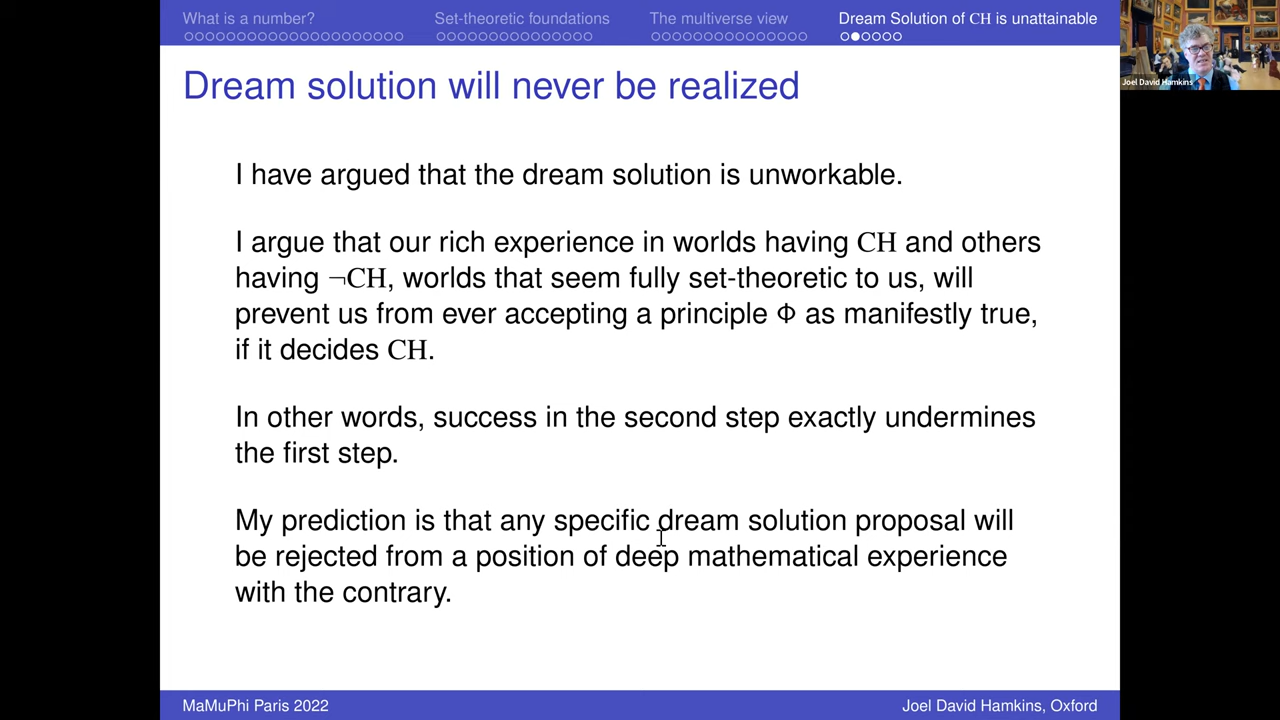 What is a number?
Set-theoretic foundations
The multiverse view
Dream Solution of CH is unattainable
Joel David Hamkins
Dream solution will never be realized
I have argued that the dream solution is unworkable.
I argue that our rich experience in worlds having CH and others
having ¬CH, worlds that seem fully set-theoretic to us, will
prevent us from ever accepting a principle Φ as manifestly true,
if it decides CH.
In other words, success in the second step exactly undermines
the first step.
My prediction is that any specific dream solution proposal will
be rejected from a position of deep mathematical experience
with the contrary.
MaMuPhi Paris 2022
Joel David Hamkins, Oxford